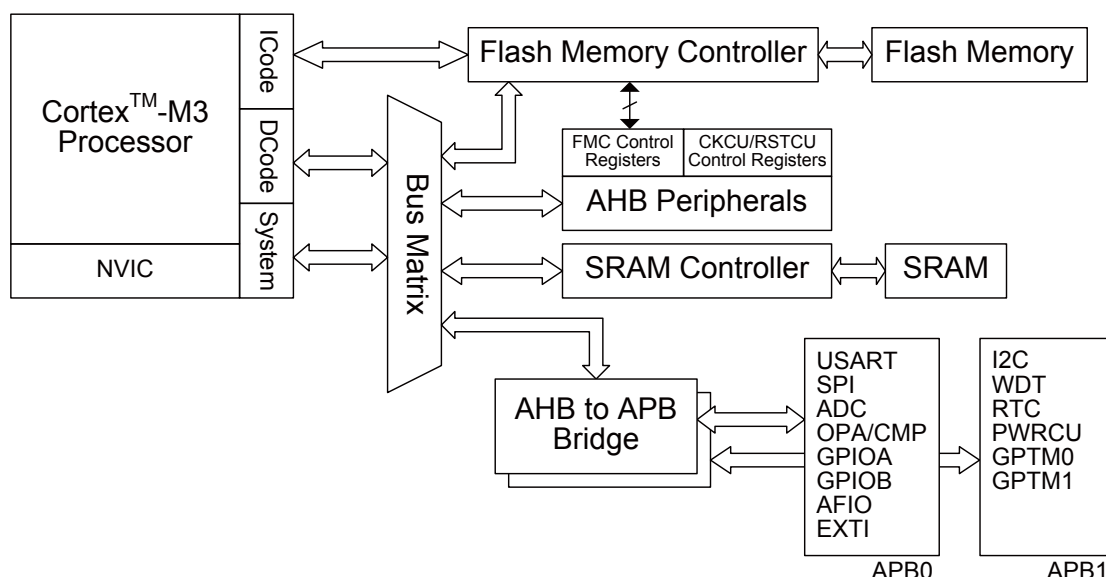 Cortex™-M3
Processor
NVIC
ICode
DCode
System
Bus Matrix
Flash Memory Controller
Flash Memory
FMC Control
Registers
CKCU/RSTCU
Control Registers
AHB Peripherals
SRAM Controller
SRAM
AHB to APB
Bridge
USART
SPI
ADC
OPA/CMP
GPIOA
GPIOB
AFIO
EXTI
APB0
I2C
WDT
RTC
PWRCU
GPTM0
GPTM1
APB1